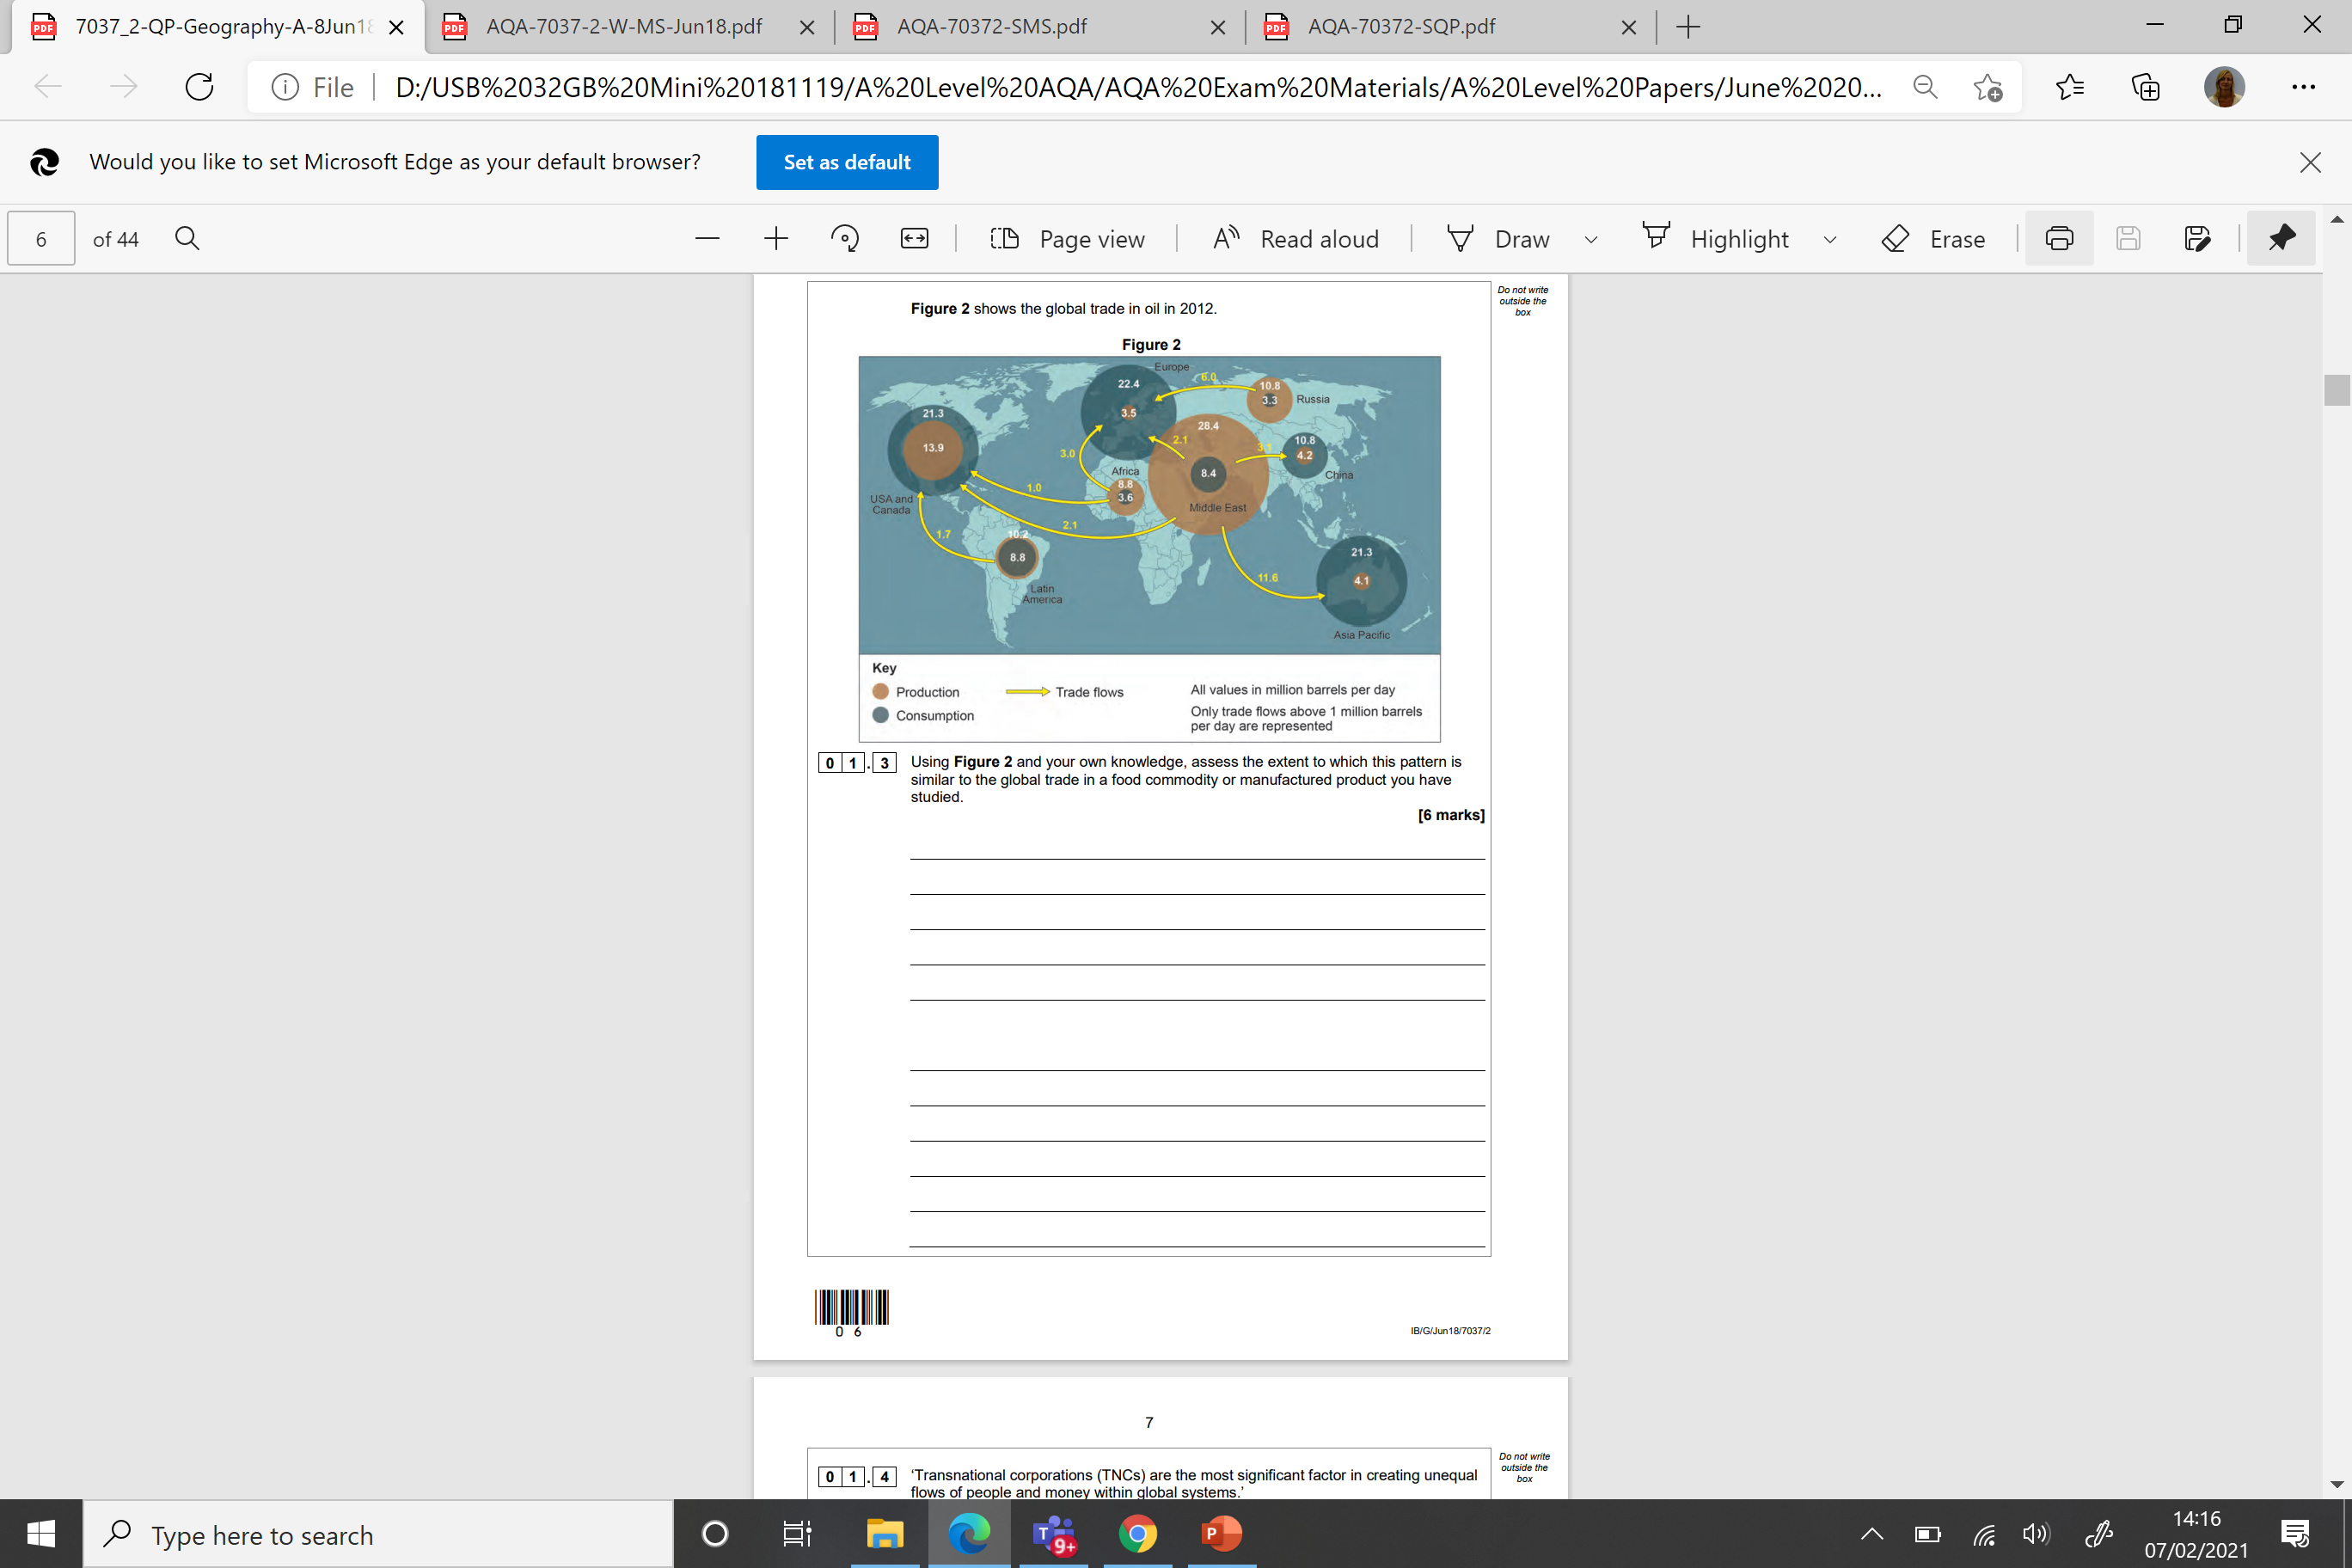 7037_2-QP-Geography-A-8Jun18
AQA-7037-2-W-MS-Jun18.pdf
AQA-70372-SMS.pdf
AQA-70372-SQP.pdf
File
D:/USB%2032GB%20Mini%20181119/A%20Level%20AQA/AQA%20Exam%20Materials/A%20Level%20Papers/June%2020...
Would you like to set Microsoft Edge as your default browser?
Set as default
6 of 44
Page view
Read aloud
Draw
Highlight
Erase
Do not write
outside the
box
Figure 2 shows the global trade in oil in 2012.
Figure 2
Europe
22.4
3.5
6.0
10.8
3.3
Russia
21.3
13.9
28.4
2.1
3.1
10.8
4.2
China
3.0
Africa
8.8
3.6
8.4
Middle East
USA and
Canada
1.0
2.1
1.7
10.2
8.8
Latin
America
11.6
21.3
4.1
Asia Pacific
Key
Production
Trade flows
Consumption
All values in million barrels per day
Only trade flows above 1 million barrels
per day are represented
0 1 . 3
Using Figure 2 and your own knowledge, assess the extent to which this pattern is
similar to the global trade in a food commodity or manufactured product you have
studied.
[6 marks]
0 6
IB/G/Jun18/7037/2
7
Do not write
outside the
box
0 1 . 4
‘Transnational corporations (TNCs) are the most significant factor in creating unequal
flows of people and money within global systems.’
Type here to search
9+
14:16
07/02/2021